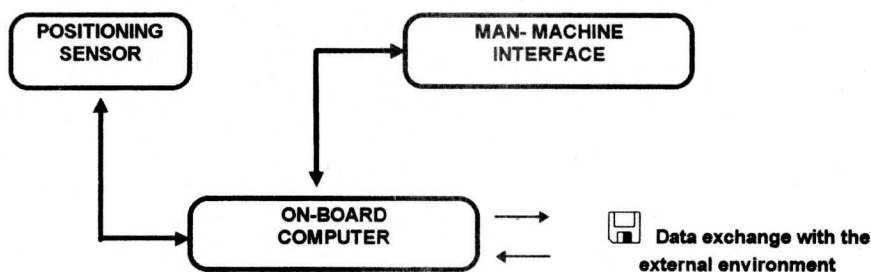 POSITIONING
SENSOR
MAN- MACHINE
INTERFACE
ON-BOARD
COMPUTER
Data exchange with the
external environment